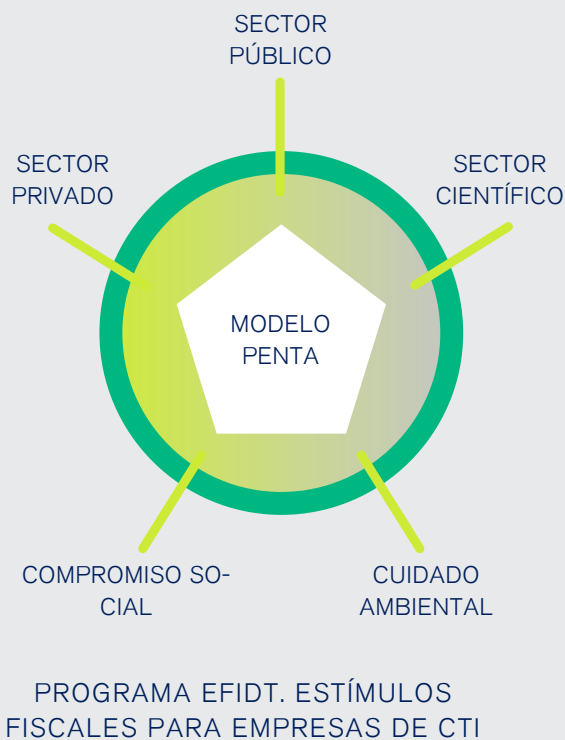 SECTOR
PÚBLICO
SECTOR
PRIVADO
SECTOR
CIENTÍFICO
MODELO
PENTA
COMPROMISO SO-
CIAL
CUIDADO
AMBIENTAL
PROGRAMA EFIDT. ESTÍMULOS
FISCALES PARA EMPRESAS DE CTI